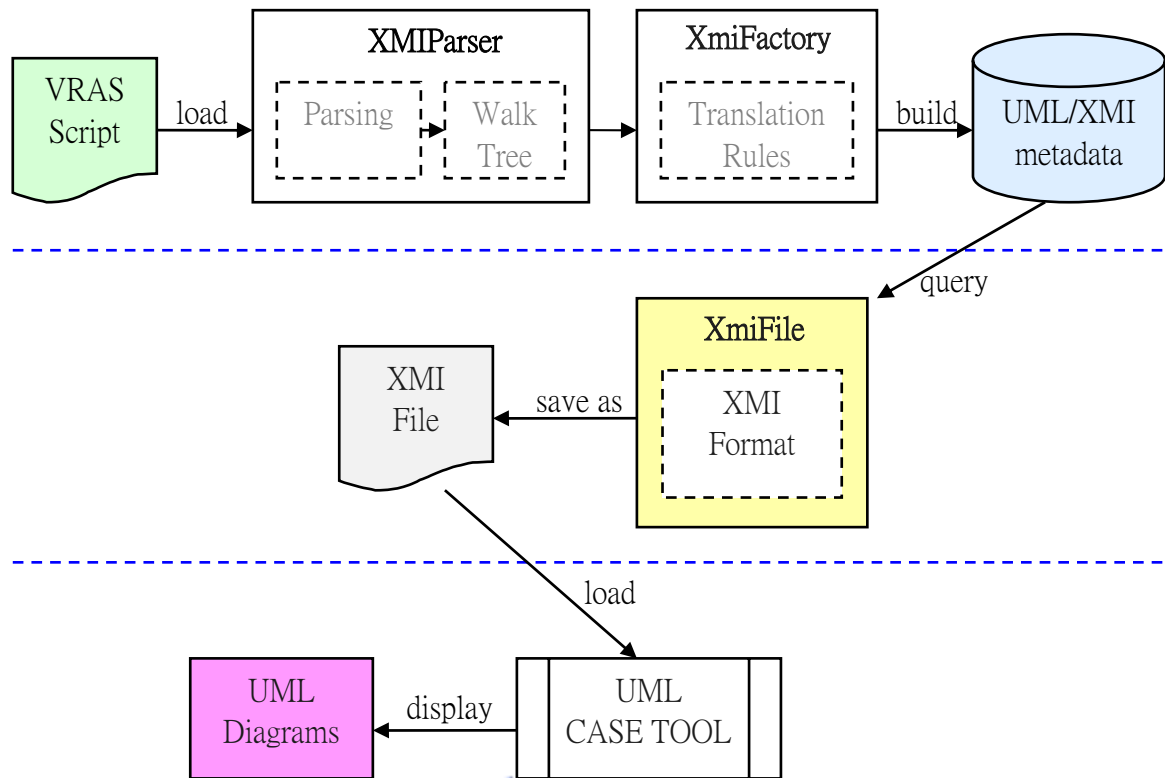 XMIParser
XmiFactory
VRAS
Script
load
Parsing
Walk
Tree
Translation
Rules
build
UML/XMI
metadata
query
XmiFile
XMI
Format
save as
XMI
File
load
UML
CASE TOOL
display
UML
Diagrams